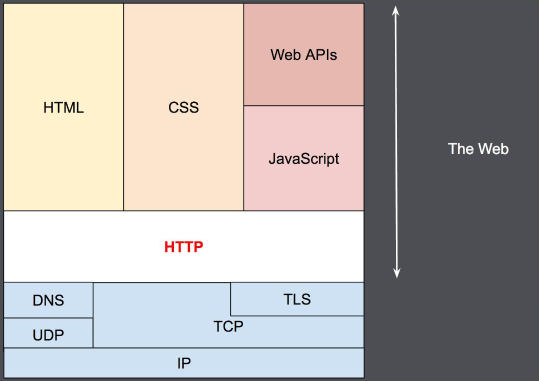 Web APIs
HTML
CSS
The Web
JavaScript
HTTP
DNS
TLS
TCP
UDP
IP